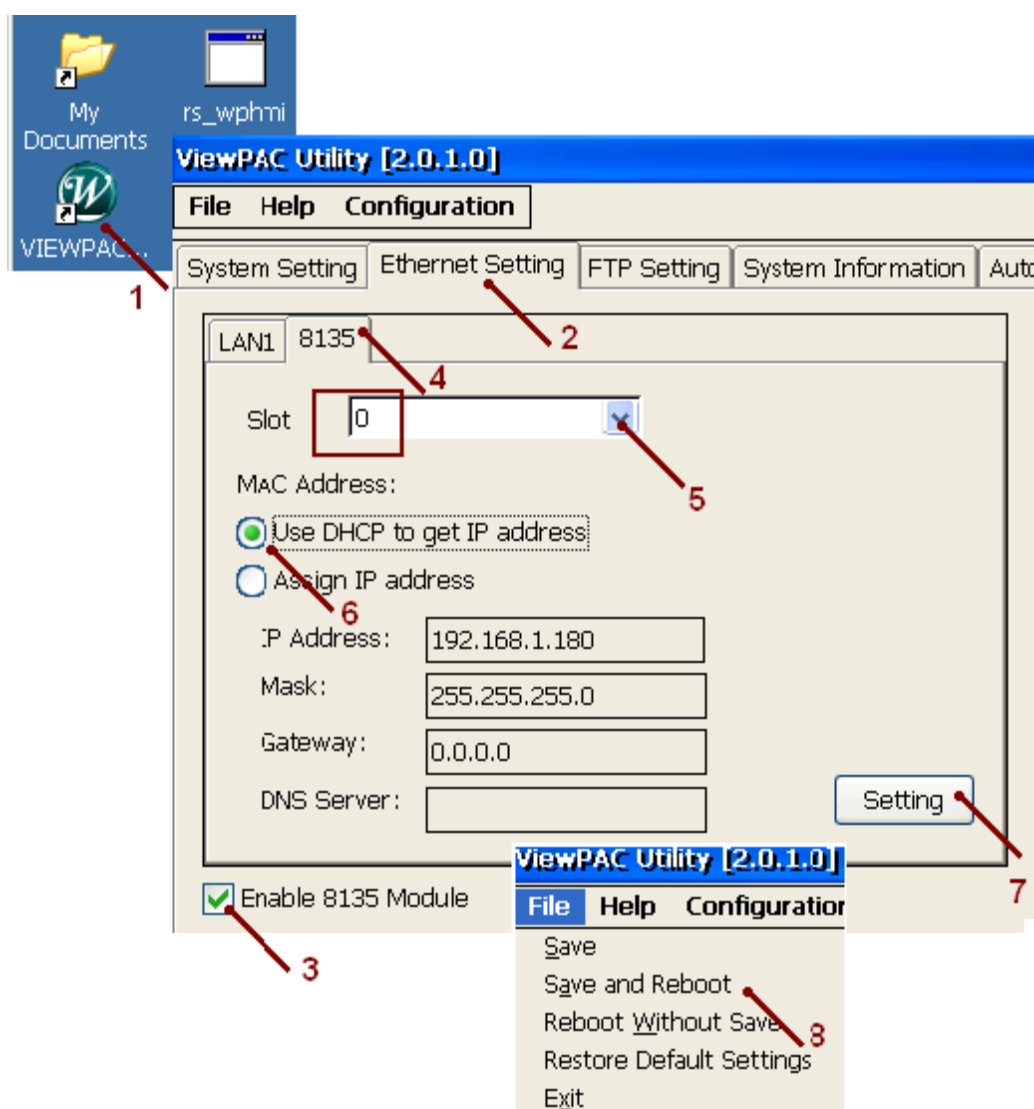 My Documents
rs_wphmi
VIEWPAC...
1
ViewPAC Utility [2.0.1.0]
File Help Configuration
System Setting Ethernet Setting FTP Setting System Information Auto
2
LAN1 8135
4
Slot 0
5
MAC Address:
Use DHCP to get IP address
Assign IP address
6
IP Address: 192.168.1.180
Mask: 255.255.255.0
Gateway: 0.0.0.0
DNS Server:
Setting
7
Enable 8135 Module
3
ViewPAC Utility [2.0.1.0]
File Help Configuration
Save
Save and Reboot
Reboot Without Save
8
Restore Default Settings
Exit